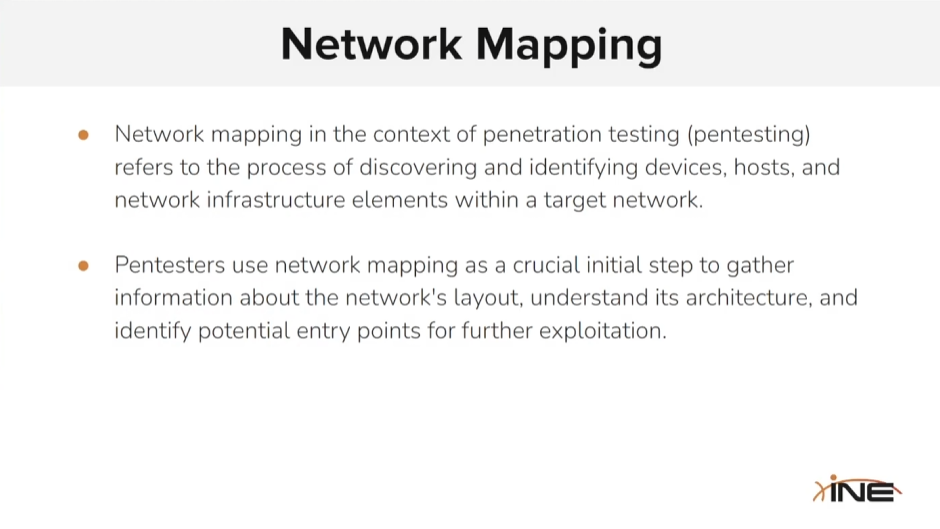 Network Mapping
Network mapping in the context of penetration testing (pentesting)
refers to the process of discovering and identifying devices, hosts, and
network infrastructure elements within a target network.
Pentesters use network mapping as a crucial initial step to gather
information about the network's layout, understand its architecture, and
identify potential entry points for further exploitation.
INE